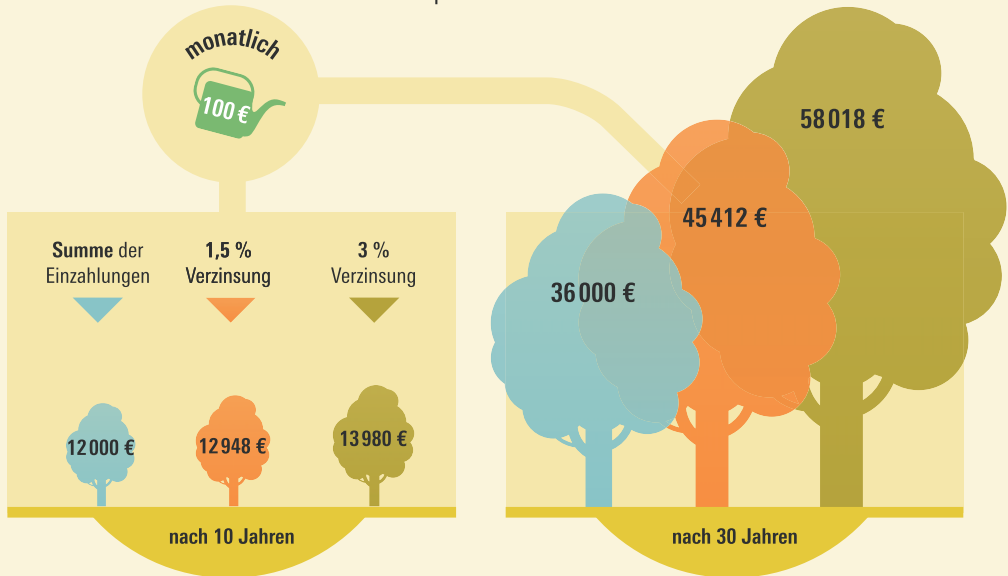 monatlich
100 €
Summe der
Einzahlungen
1,5 %
Verzinsung
3 %
Verzinsung
12 000 €
12 948 €
13 980 €
nach 10 Jahren
36 000 €
45 412 €
58 018 €
nach 30 Jahren